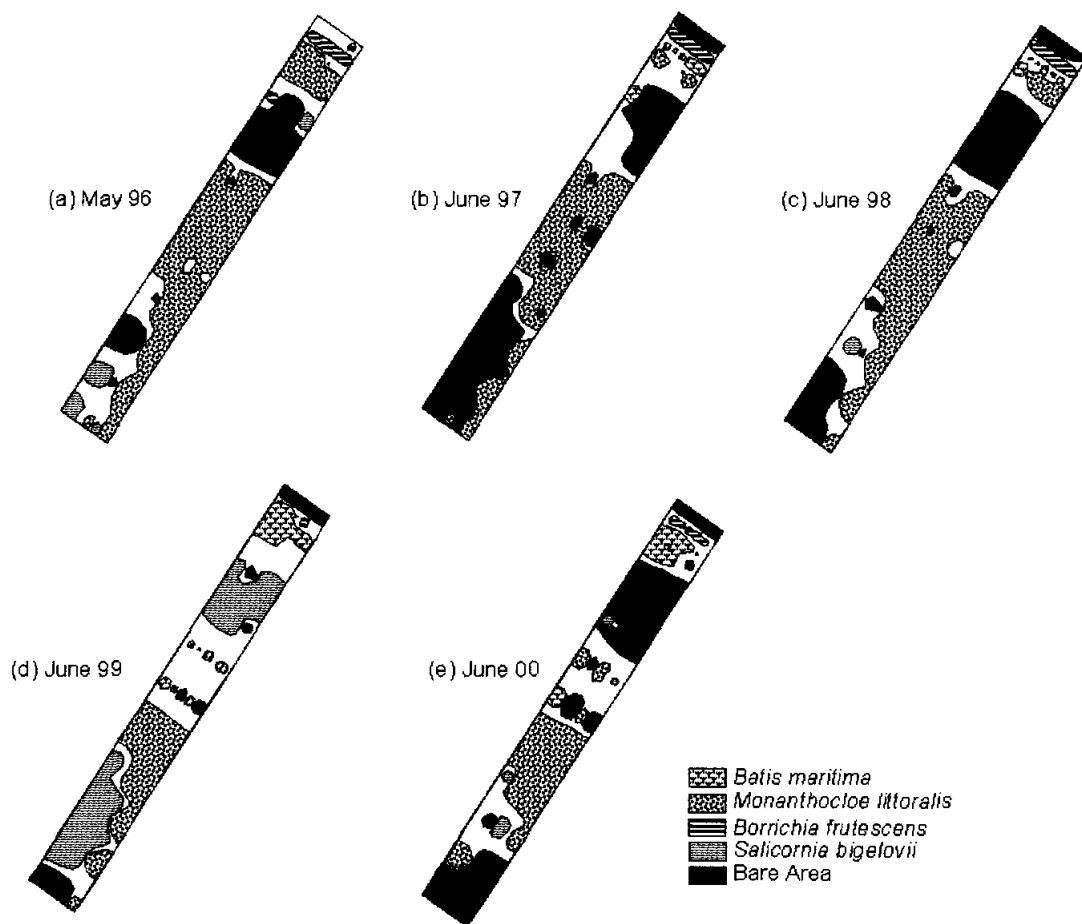 (a) May 96
(b) June 97
(c) June 98
(d) June 99
(e) June 00
Batis maritima
Monanthocloe littoralis
Borrichia frutescens
Salicornia bigelovii
Bare Area